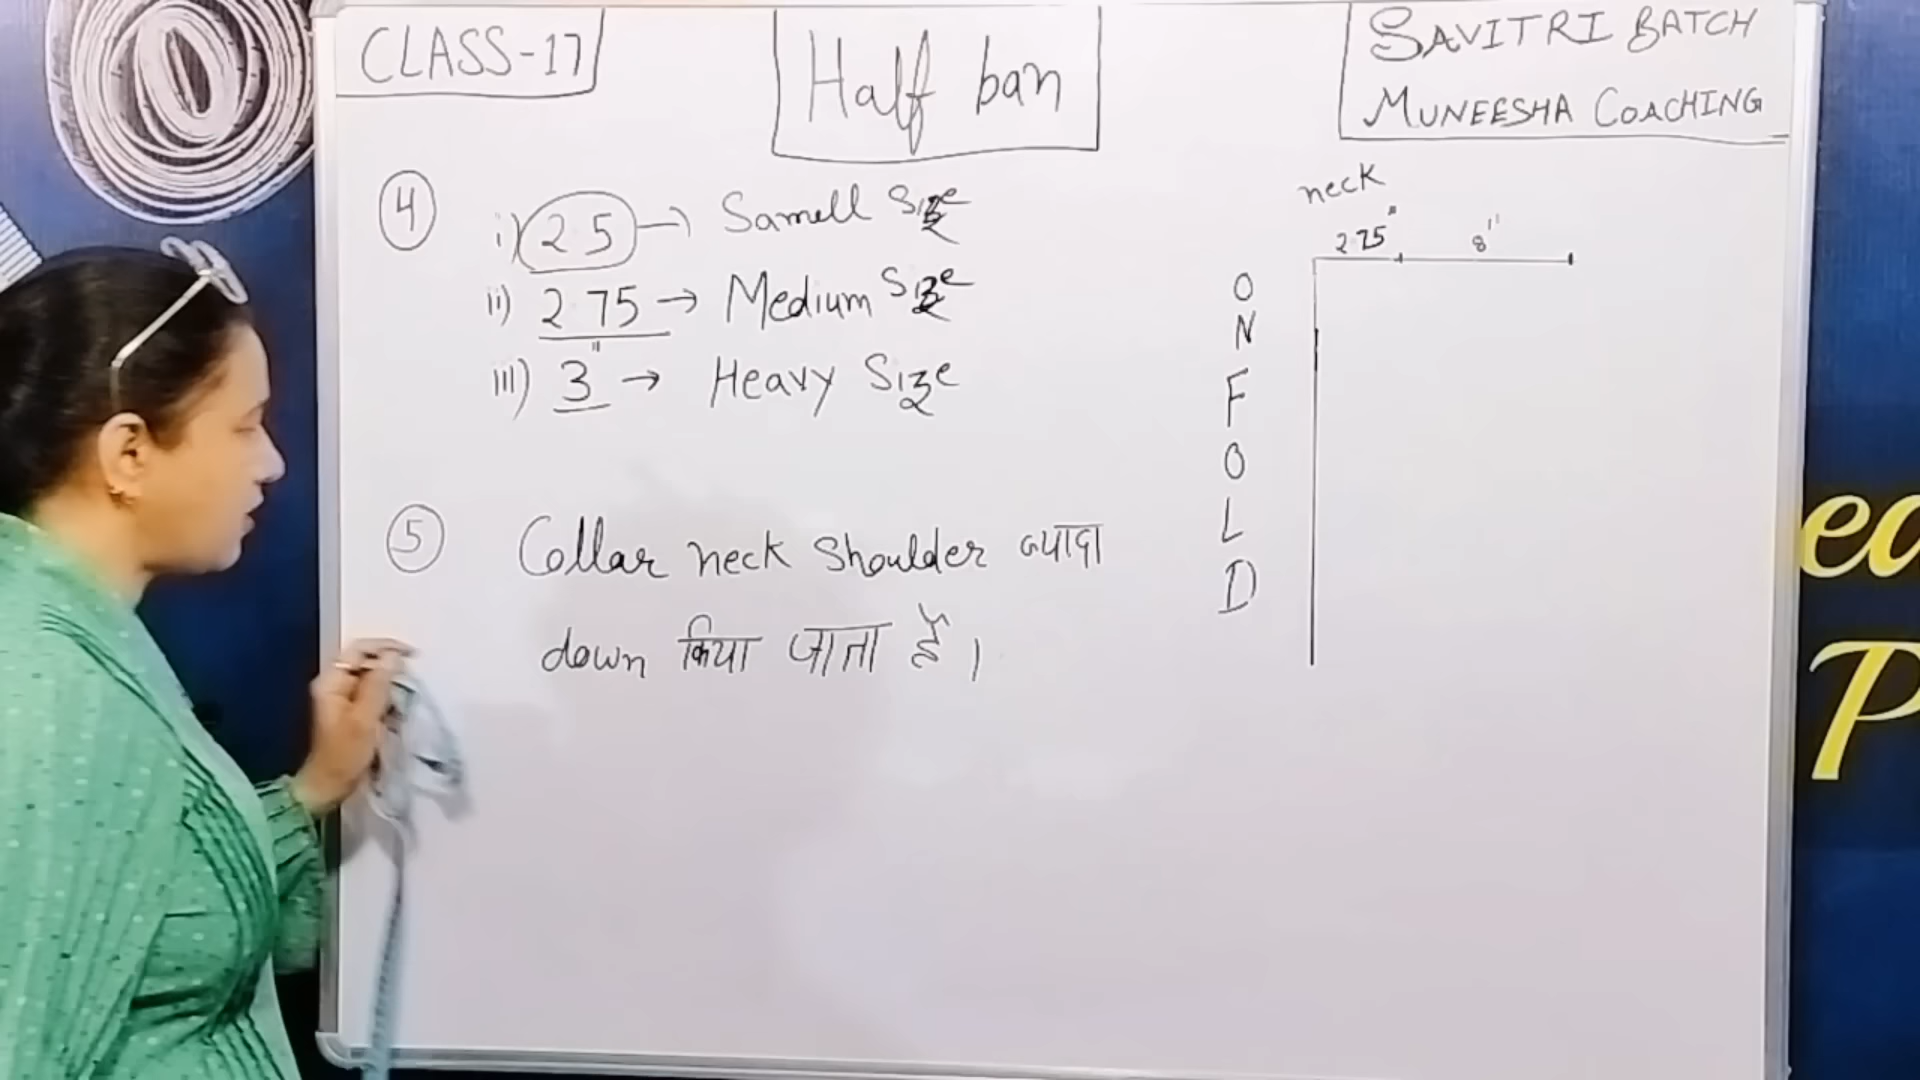 CLASS-17
Half ban
SAVITRI BATCH
MUNEESHA COACHING
4
i) 2.5 → Samell Size
ii) 2.75 → Medium Size
iii) 3" → Heavy Size
5
Collar neck shoulder ज्यादा
down किया जाता है।
neck
2.75" 8"
O
N
F
O
L
D
ea
P